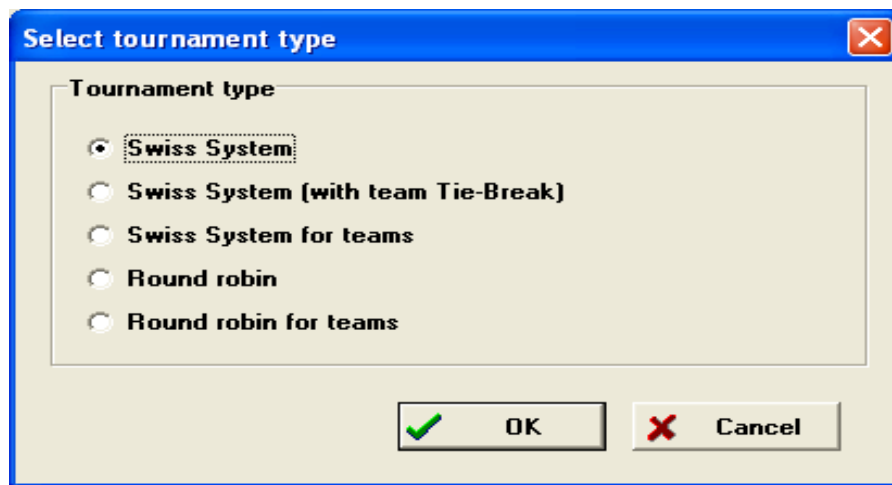 Select tournament type
Tournament type
Swiss System
Swiss System (with team Tie-Break)
Swiss System for teams
Round robin
Round robin for teams
OK
Cancel